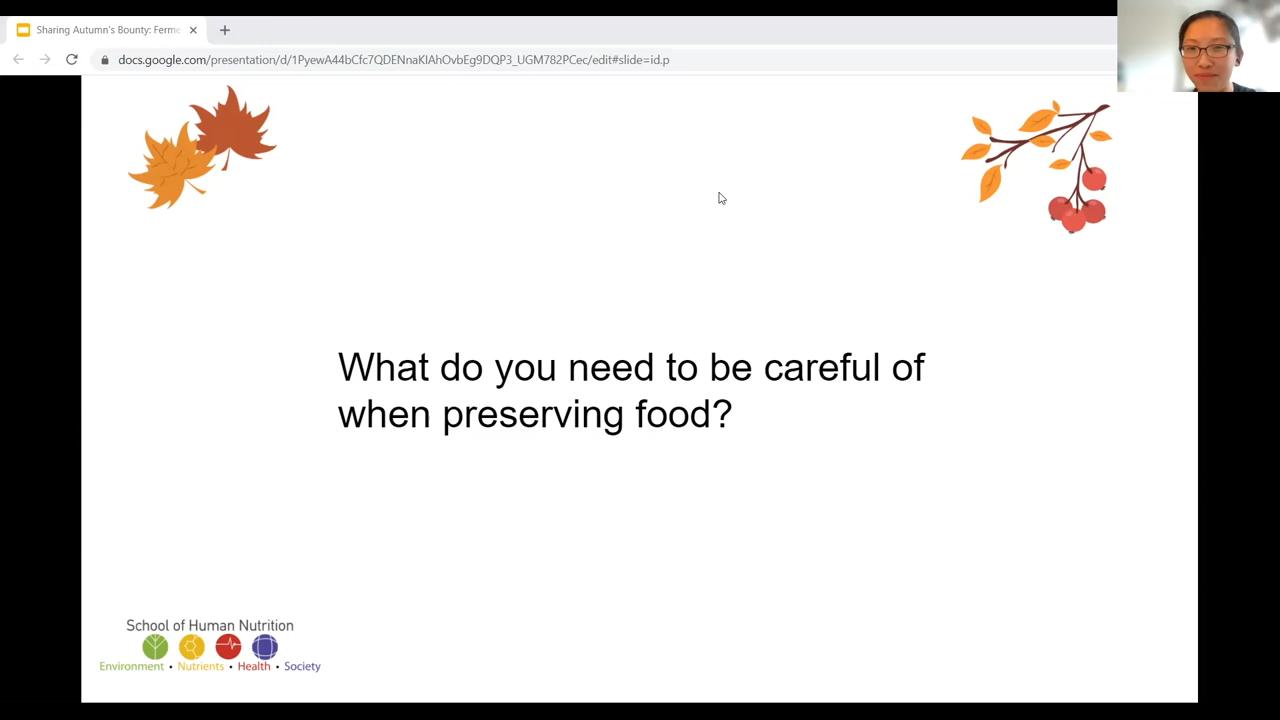 Sharing Autumn's Bounty: Ferme
docs.google.com/presentation/d/1PyewA44bCfc7QDENnaKIAhOvbEg9DQP3_UGM782PCec/edit#slide=id.p
What do you need to be careful of
when preserving food?
School of Human Nutrition
Environment • Nutrients • Health • Society